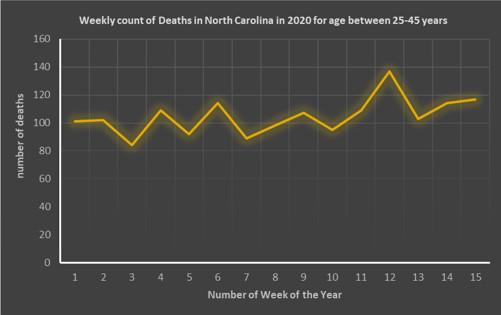 Weekly count of Deaths in North Carolina in 2020 for age between 25-45 years
160
140
120
100
80
60
40
20
0
number of deaths
1 2 3 4 5 6 7 8 9 10 11 12 13 14 15
Number of Week of the Year